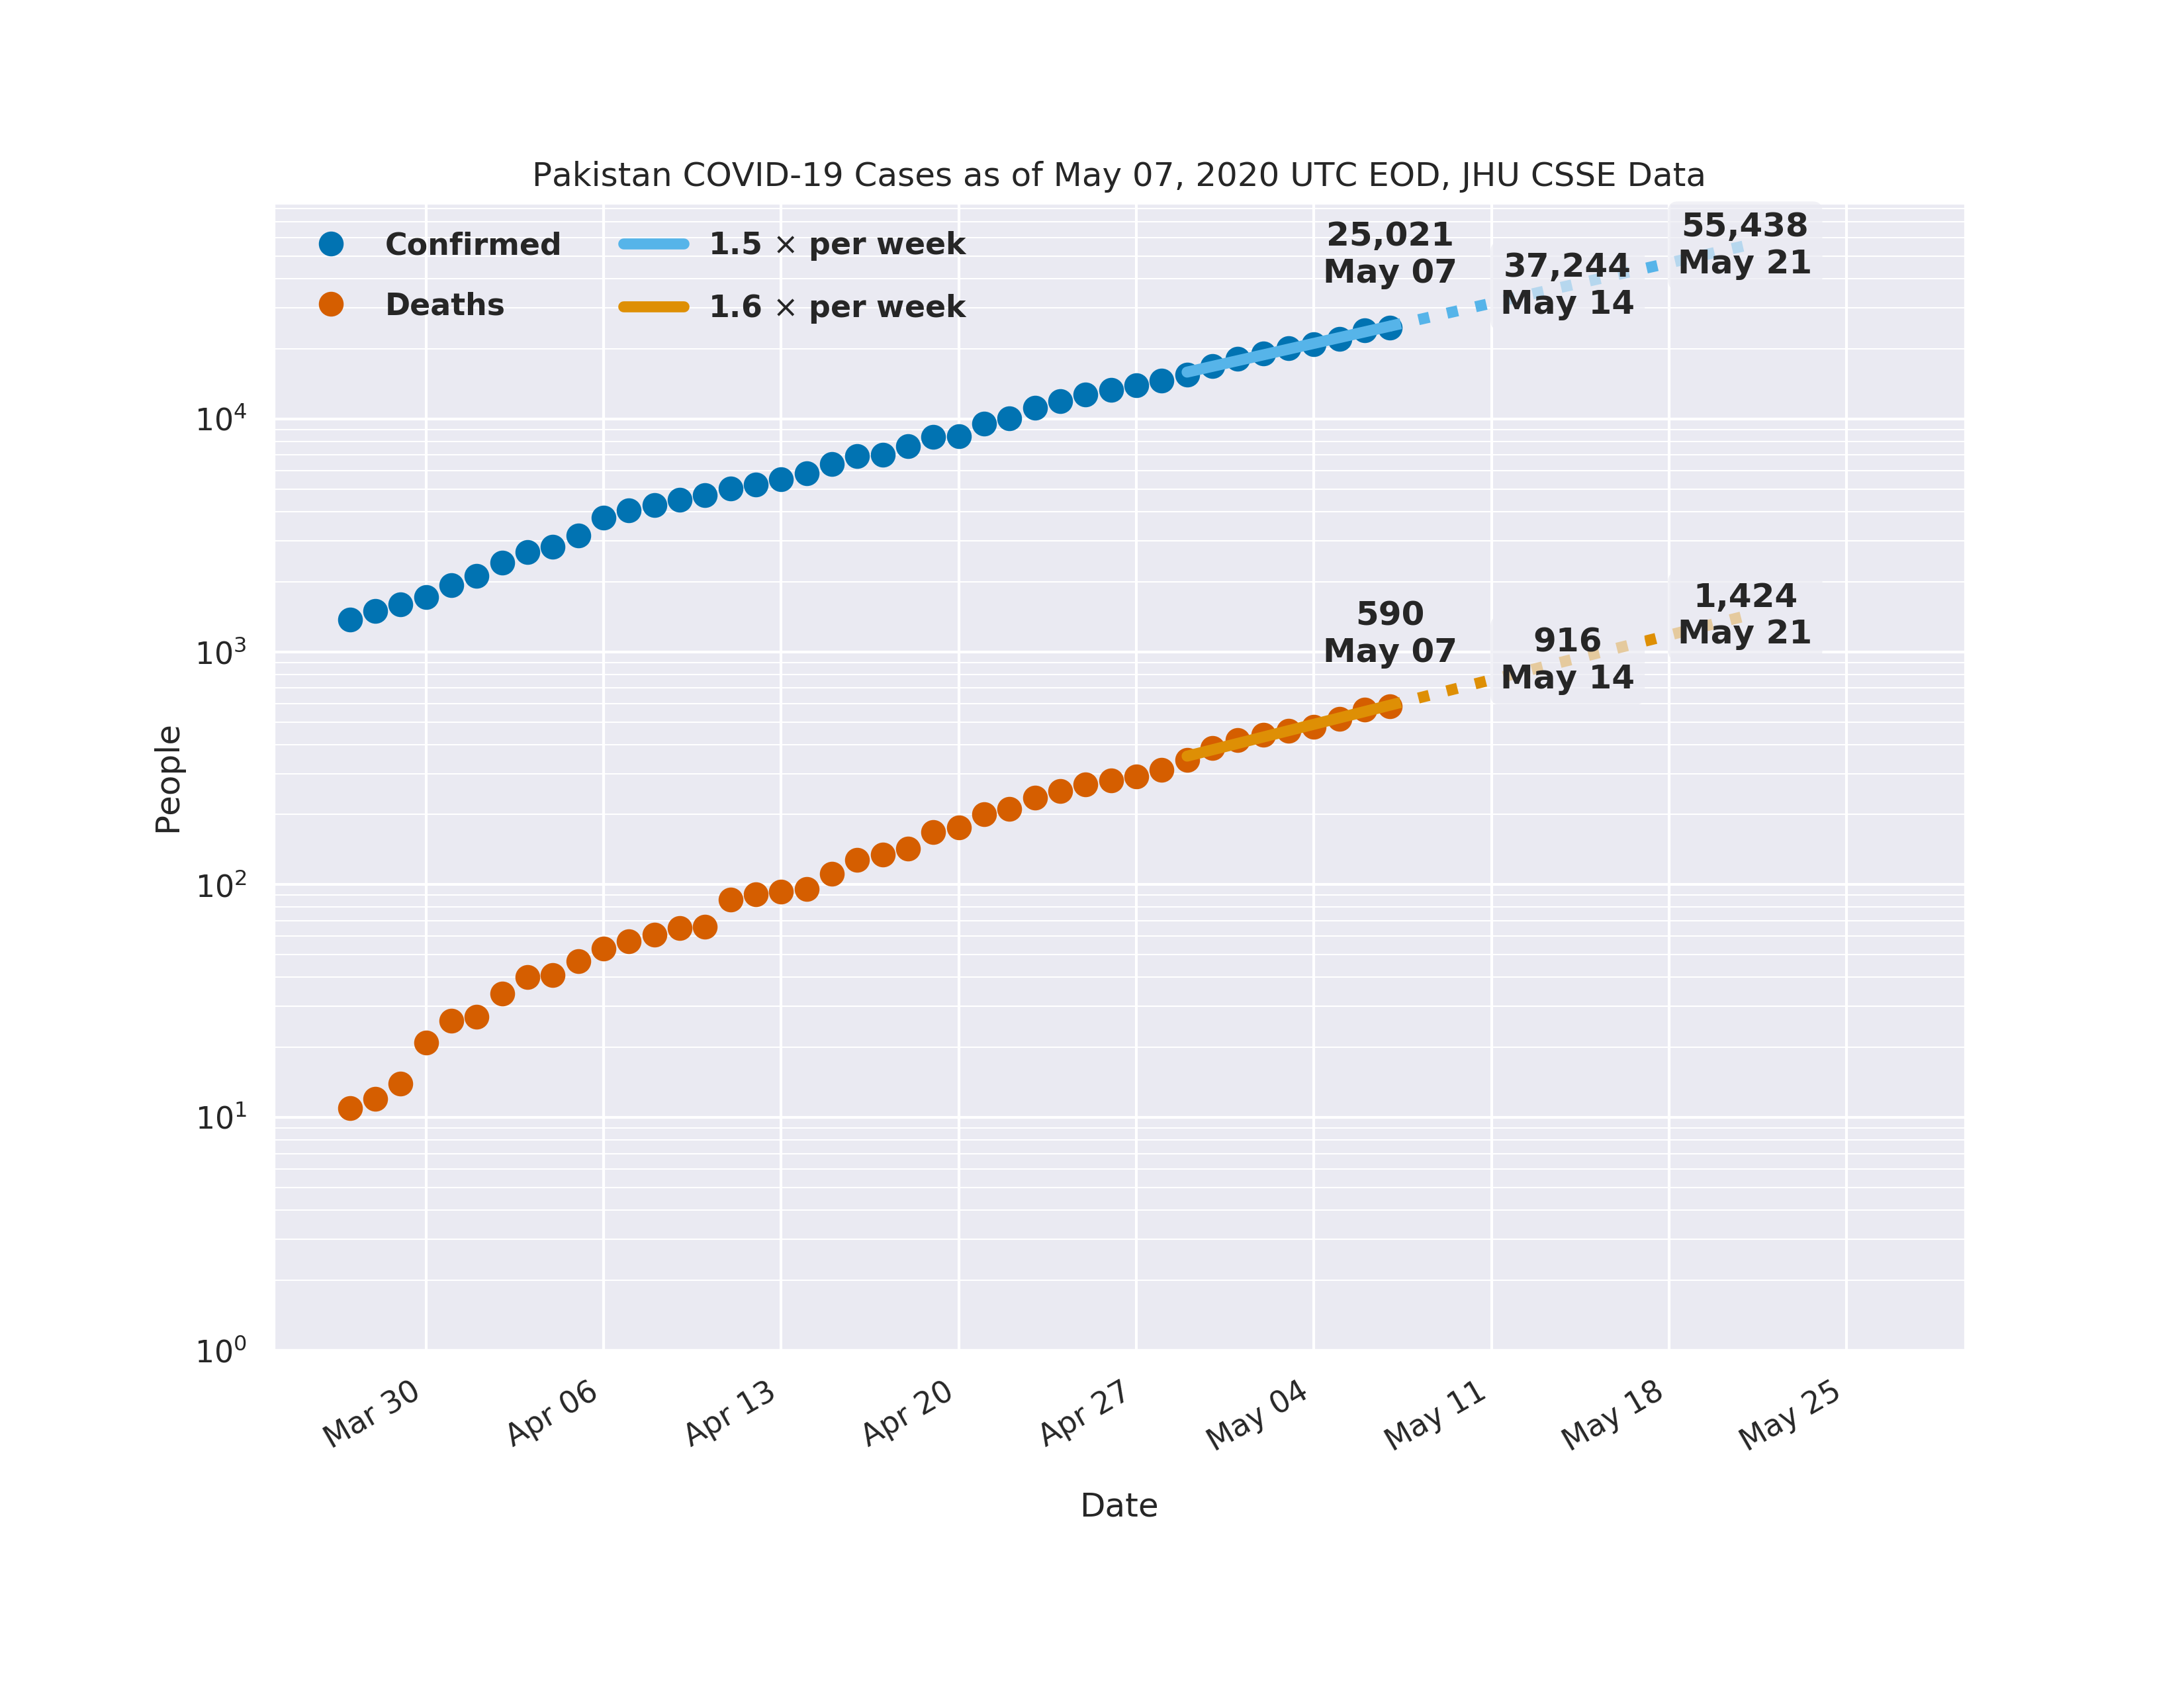 Pakistan COVID-19 Cases as of May 07, 2020 UTC EOD, JHU CSSE Data
Confirmed
Deaths
1.5 × per week
1.6 × per week
25,021
May 07
37,244
May 14
55,438
May 21
590
May 07
916
May 14
1,424
May 21
People
10⁴
10³
10²
10¹
10⁰
Mar 30
Apr 06
Apr 13
Apr 20
Apr 27
May 04
May 11
May 18
May 25
Date